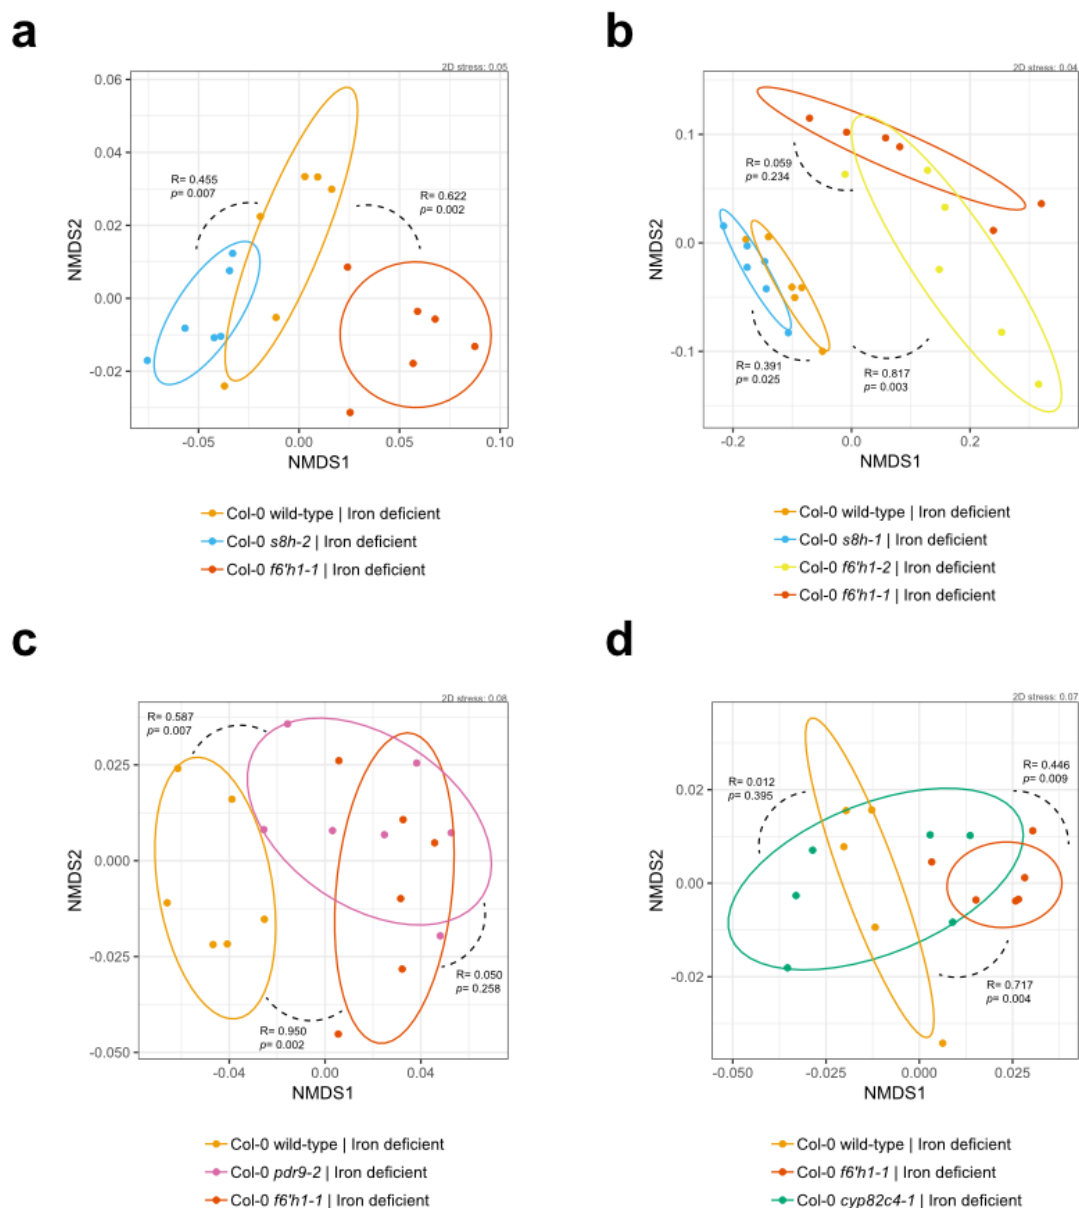 a
2D stress: 0.05
0.06
0.04
0.02
0.00
-0.02
NMDS2
R= 0.455
p= 0.007
R= 0.622
p= 0.002
-0.05
0.00
0.05
0.10
NMDS1
Col-0 wild-type | Iron deficient
Col-0 s8h-2 | Iron deficient
Col-0 f6'h1-1 | Iron deficient
b
2D stress: 0.04
0.1
0.0
-0.1
NMDS2
R= 0.059
p= 0.234
R= 0.391
p= 0.025
R= 0.817
p= 0.003
-0.2
0.0
0.2
NMDS1
Col-0 wild-type | Iron deficient
Col-0 s8h-1 | Iron deficient
Col-0 f6'h1-2 | Iron deficient
Col-0 f6'h1-1 | Iron deficient
c
2D stress: 0.08
R= 0.587
p= 0.007
0.025
0.000
-0.025
-0.050
NMDS2
R= 0.050
p= 0.258
R= 0.950
p= 0.002
-0.04
0.00
0.04
NMDS1
Col-0 wild-type | Iron deficient
Col-0 pdr9-2 | Iron deficient
Col-0 f6'h1-1 | Iron deficient
d
2D stress: 0.07
R= 0.012
p= 0.395
R= 0.446
p= 0.009
0.02
0.00
-0.02
NMDS2
R= 0.717
p= 0.004
-0.050
-0.025
0.000
0.025
NMDS1
Col-0 wild-type | Iron deficient
Col-0 f6'h1-1 | Iron deficient
Col-0 cyp82c4-1 | Iron deficient